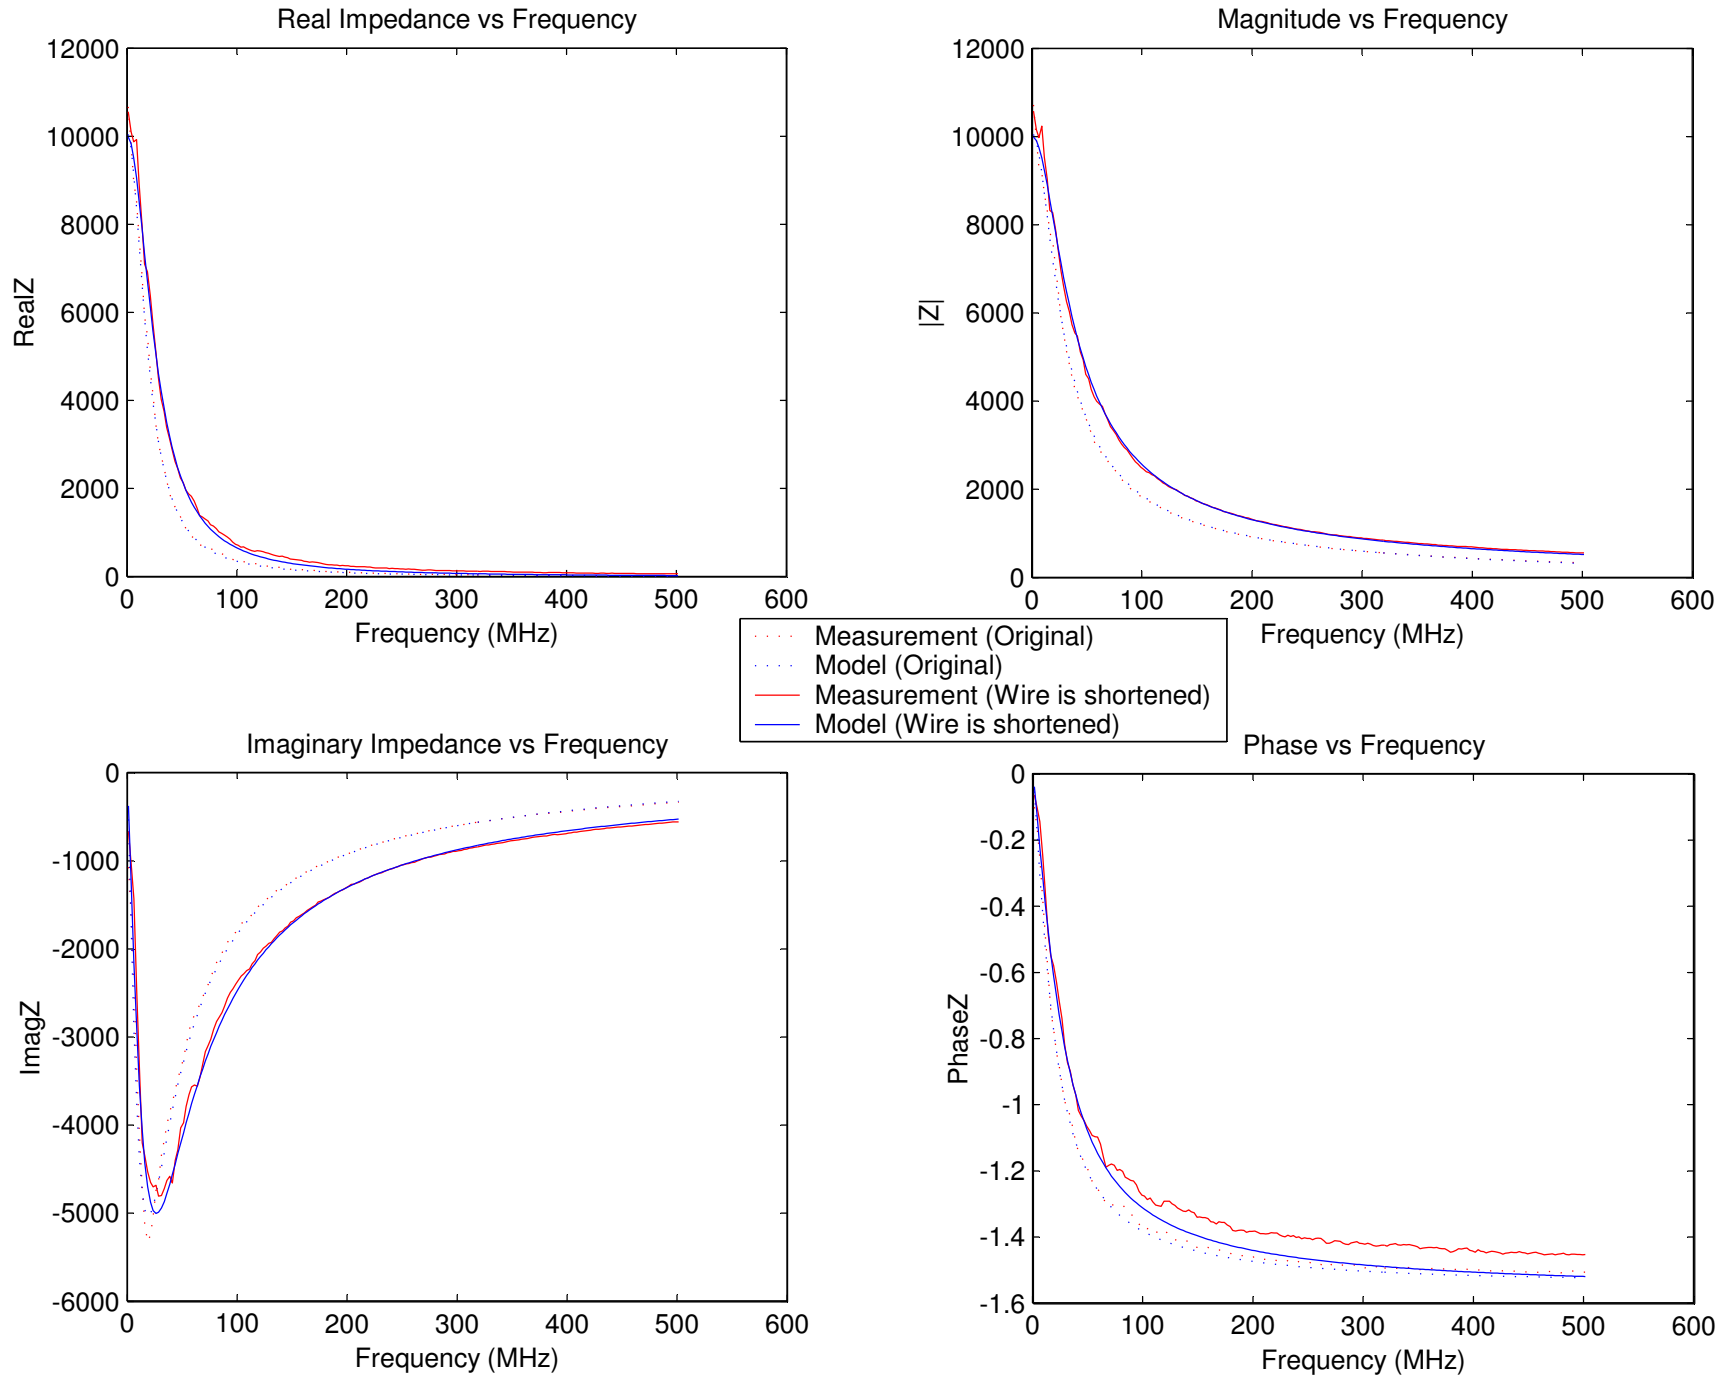 Real Impedance vs Frequency
12000
10000
8000
6000
4000
2000
0
RealZ
0 100 200 300 400 500 600
Frequency (MHz)
Magnitude vs Frequency
12000
10000
8000
6000
4000
2000
0
|Z|
0 100 200 300 400 500 600
Frequency (MHz)
Measurement (Original)
Model (Original)
Measurement (Wire is shortened)
Model (Wire is shortened)
Imaginary Impedance vs Frequency
0
-1000
-2000
-3000
-4000
-5000
-6000
ImagZ
0 100 200 300 400 500 600
Frequency (MHz)
Phase vs Frequency
0
-0.2
-0.4
-0.6
-0.8
-1
-1.2
-1.4
-1.6
PhaseZ
0 100 200 300 400 500 600
Frequency (MHz)